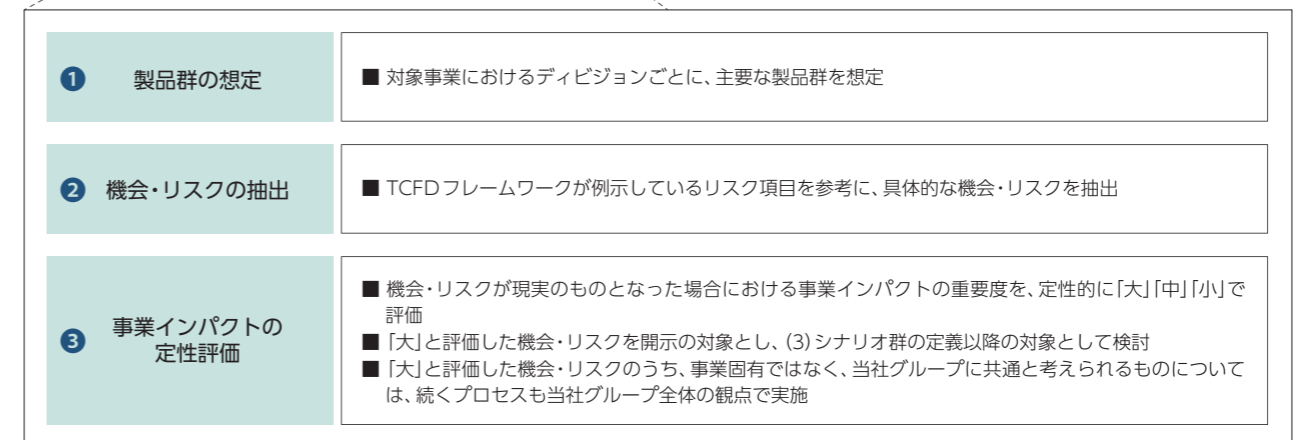 ❶ 製品群の想定
■ 対象事業におけるディビジョンごとに、主要な製品群を想定
❷ 機会・リスクの抽出
■ TCFDフレームワークが例示しているリスク項目を参考に、具体的な機会・リスクを抽出
❸ 事業インパクトの
定性評価
■ 機会・リスクが現実のものとなった場合における事業インパクトの重要度を、定性的に「大」「中」「小」で
評価
■ 「大」と評価した機会・リスクを開示の対象とし、(3)シナリオ群の定義以降の対象として検討
■ 「大」と評価した機会・リスクのうち、事業固有ではなく、当社グループに共通と考えられるものについて
は、続くプロセスも当社グループ全体の観点で実施